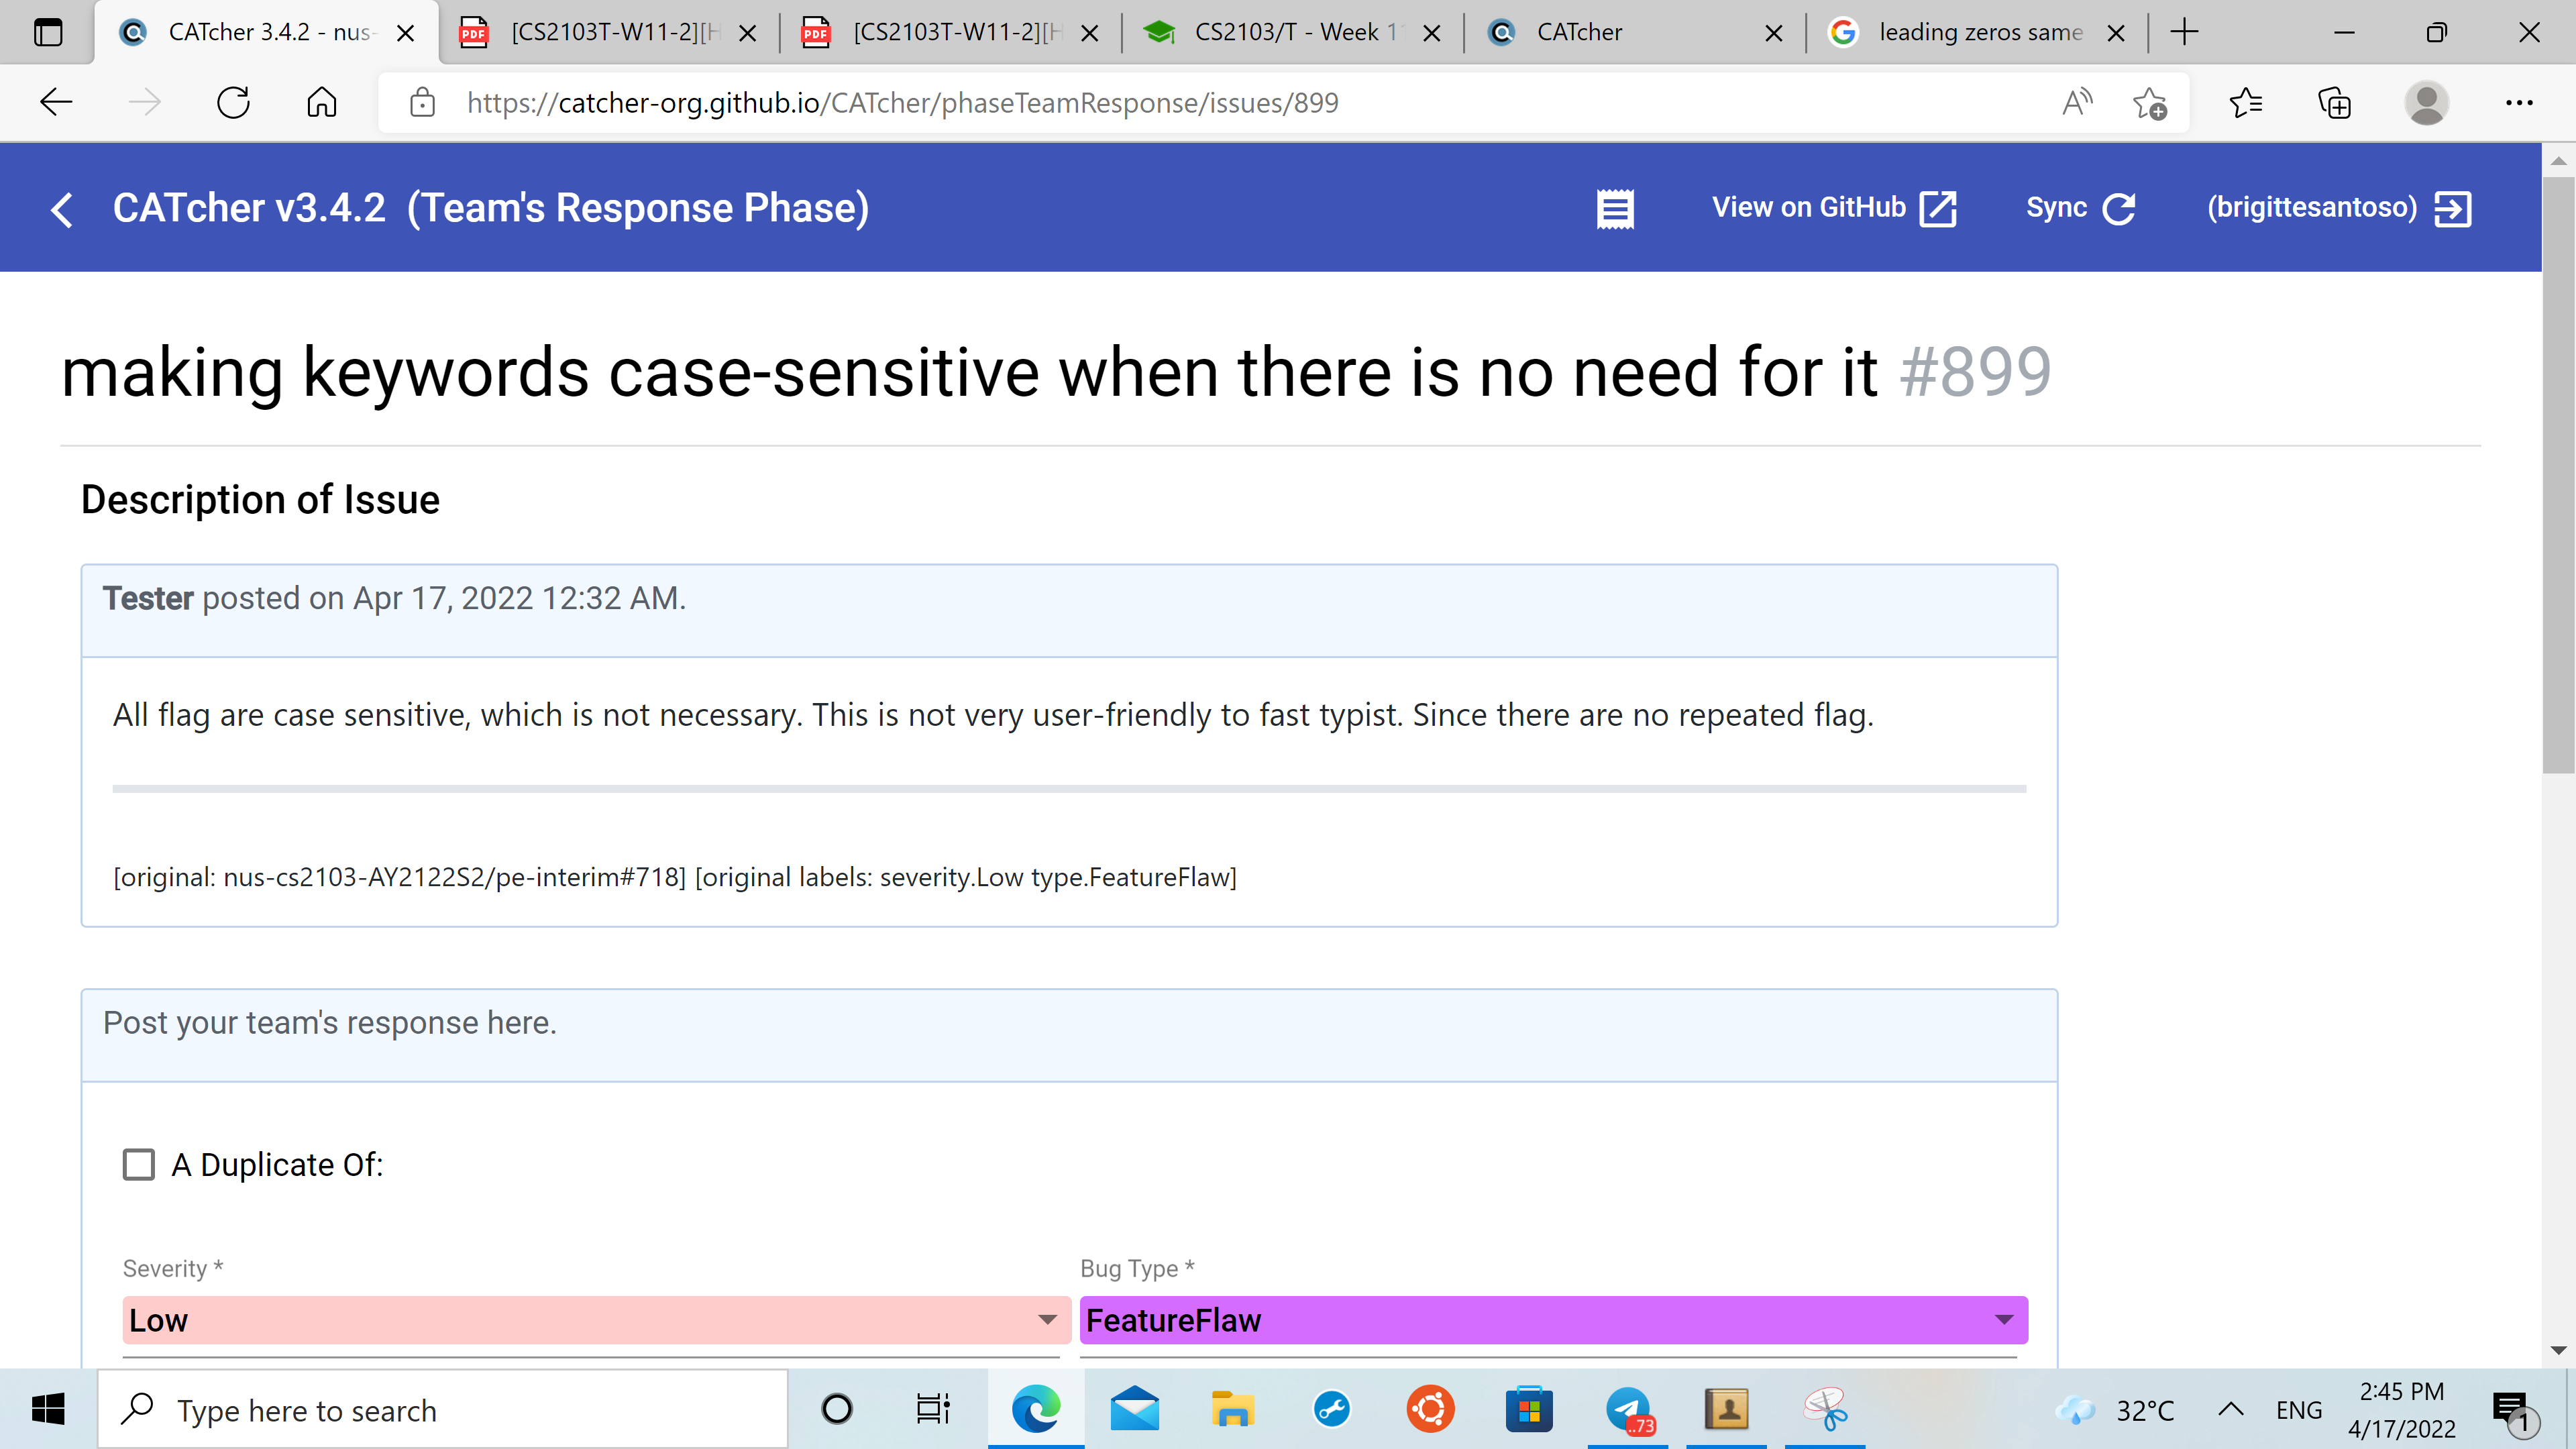 CATcher 3.4.2 - nus-
[CS2103T-W11-2][H
[CS2103T-W11-2][H
CS2103/T - Week 11
CATcher
leading zeros same
https://catcher-org.github.io/CATcher/phaseTeamResponse/issues/899
CATcher v3.4.2 (Team's Response Phase)
View on GitHub
Sync
(brigittesantoso)
making keywords case-sensitive when there is no need for it #899
Description of Issue
Tester posted on Apr 17, 2022 12:32 AM.
All flag are case sensitive, which is not necessary. This is not very user-friendly to fast typist. Since there are no repeated flag.
[original: nus-cs2103-AY2122S2/pe-interim#718] [original labels: severity.Low type.FeatureFlaw]
Post your team's response here.
A Duplicate Of:
Severity *
Bug Type *
Low
FeatureFlaw
Type here to search
..73
32°C
ENG
2:45 PM
4/17/2022
1